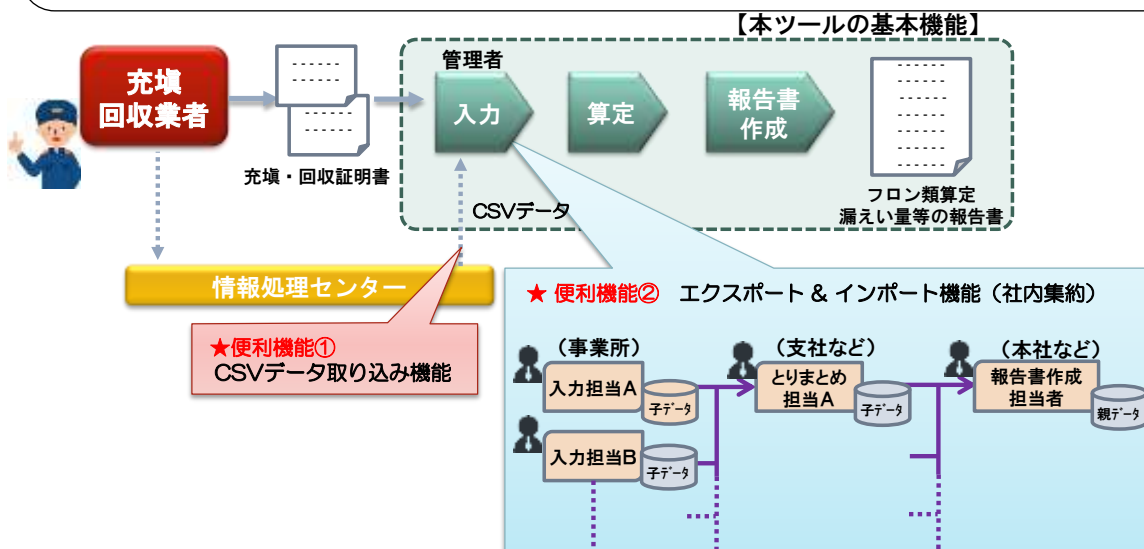 【本ツールの基本機能】
充塡
回収業者
充塡・回収証明書
管理者
入力
算定
報告書
作成
フロン類算定
漏えい量等の報告書
CSVデータ
情報処理センター
★便利機能①
CSVデータ取り込み機能
★ 便利機能② エクスポート & インポート機能（社内集約）
（事業所）
（支社など）
（本社など）
入力担当A
子ﾃﾞｰﾀ
とりまとめ
担当A
子ﾃﾞｰﾀ
報告書作成
担当者
親ﾃﾞｰﾀ
入力担当B
子ﾃﾞｰﾀ